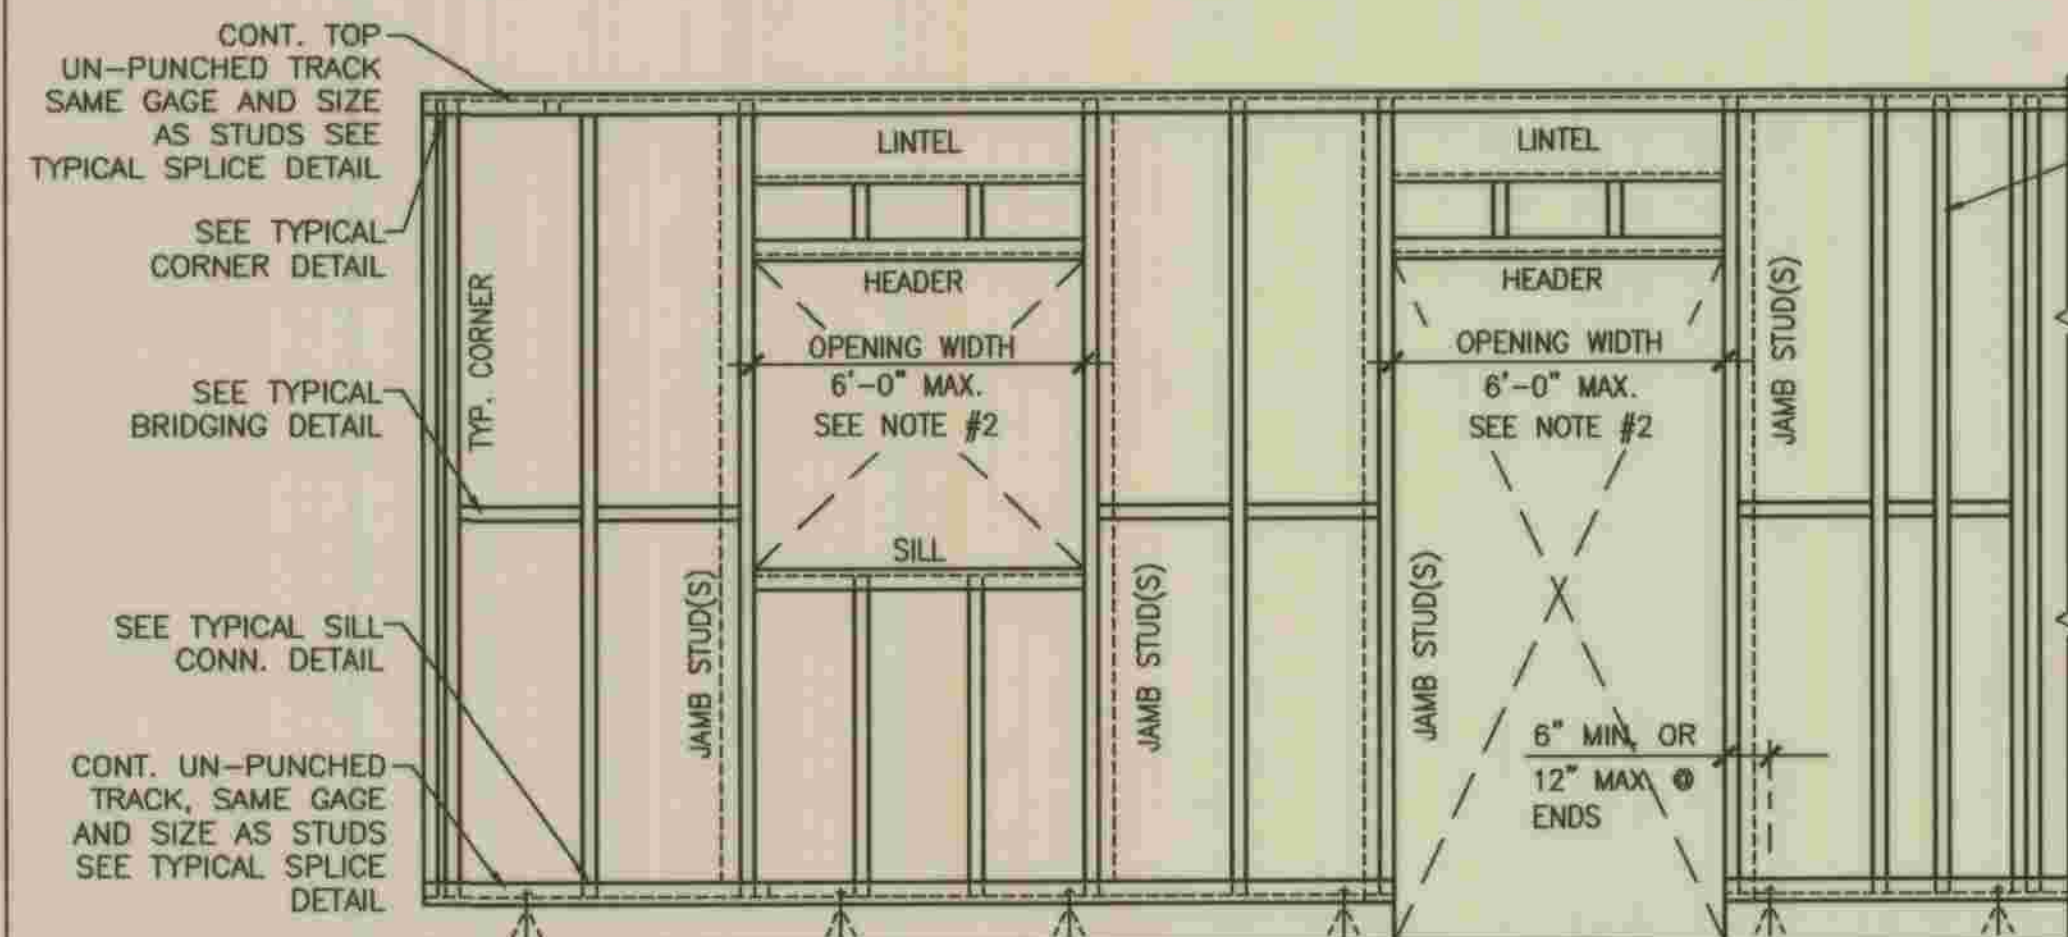 CONT. TOP
UN-PUNCHED TRACK
SAME GAGE AND SIZE
AS STUDS SEE
TYPICAL SPLICE DETAIL
SEE TYPICAL
CORNER DETAIL
SEE TYPICAL
BRIDGING DETAIL
SEE TYPICAL SILL
CONN. DETAIL
CONT. UN-PUNCHED
TRACK, SAME GAGE
AND SIZE AS STUDS
SEE TYPICAL SPLICE
DETAIL
TYP. CORNER
JAMB STUD(S)
LINTEL
HEADER
OPENING WIDTH
6'-0" MAX.
SEE NOTE #2
SILL
JAMB STUD(S)
JAMB STUD(S)
LINTEL
HEADER
OPENING WIDTH
6'-0" MAX.
SEE NOTE #2
6" MIN. OR
12" MAX. @
ENDS
JAMB STUD(S)